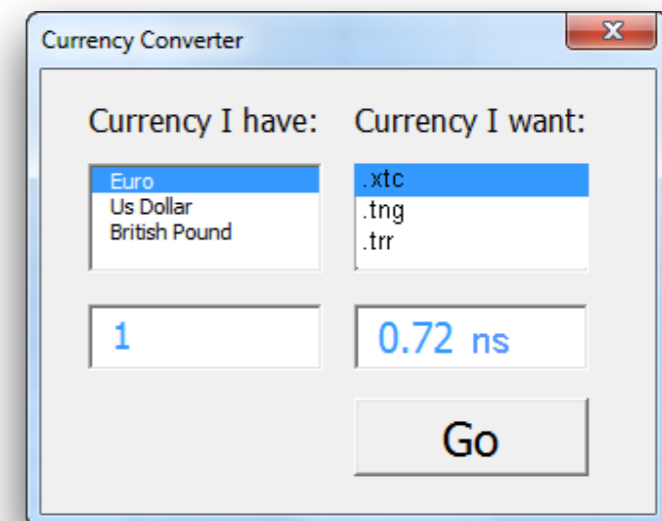 Currency Converter
X
Currency I have:
Currency I want:
Euro
Us Dollar
British Pound
.xtc
.tng
.trr
1
0.72 ns
Go